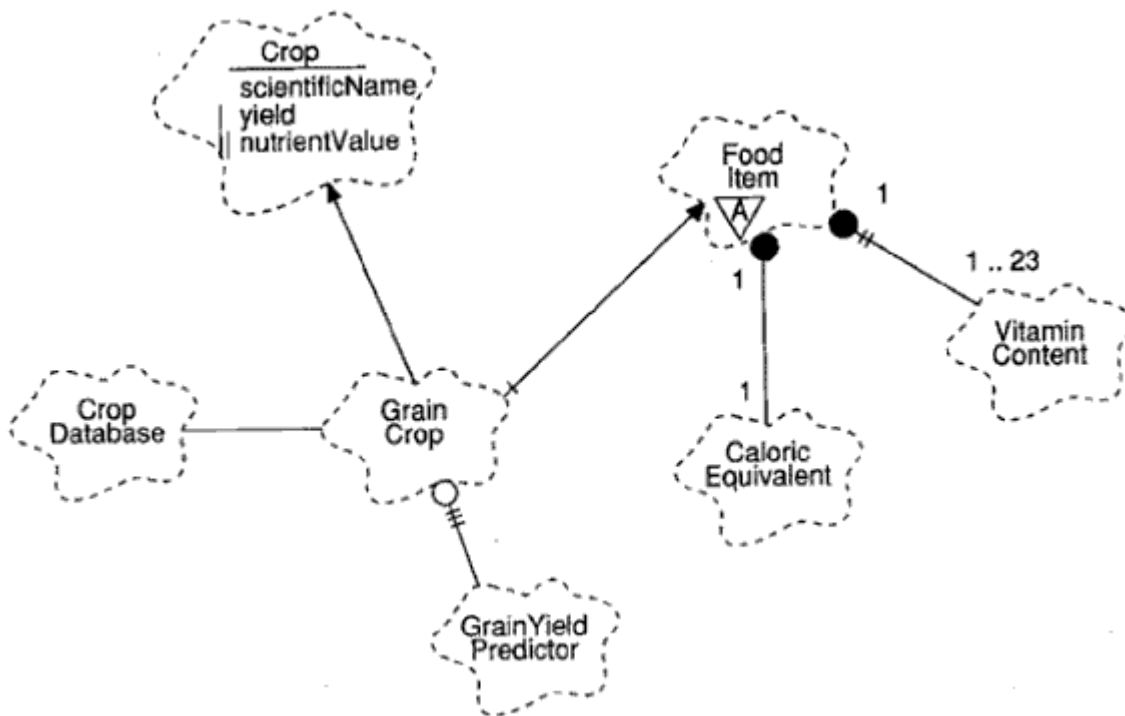 Crop
scientificName
yield
nutrientValue
Food
Item
A
1
1
1 .. 23
Vitamin
Content
1
Caloric
Equivalent
Crop
Database
Grain
Crop
GrainYield
Predictor